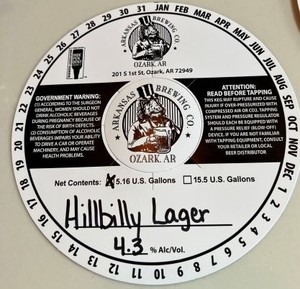 JAN FEB MAR APR MAY JUN JUL AUG SEP OCT NOV DEC
1 2 3 4 5 6 7 8 9 10 11 12 13 14 15 16 17 18 19 20 21 22 23 24 25 26 27 28 29 30 31
ARKANSAS BREWING CO.
OZARK, AR
201 S 1st St, Ozark, AR 72949
GOVERNMENT WARNING:
(1) ACCORDING TO THE SURGEON
GENERAL, WOMEN SHOULD NOT
DRINK ALCOHOLIC BEVERAGES
DURING PREGNANCY BECAUSE OF
THE RISK OF BIRTH DEFECTS.
(2) CONSUMPTION OF ALCOHOLIC
BEVERAGES IMPAIRS YOUR ABILITY
TO DRIVE A CAR OR OPERATE
MACHINERY, AND MAY CAUSE
HEALTH PROBLEMS.
ARKANSAS BREWING CO.
OZARK, AR
ATTENTION:
READ BEFORE TAPPING
THIS KEG MAY RUPTURE AND CAUSE
INJURY IF OVER-PRESSURIZED WITH
COMPRESSED AIR OR CO2. TAPPING
SYSTEM AND PRESSURE REGULATOR
SHOULD EACH BE EQUIPPED WITH
A PRESSURE RELIEF (BLOW-OFF)
DEVICE. IF YOU'RE NOT FAMILIAR
WITH TAPPING EQUIPMENT, CONSULT
YOUR RETAILER OR LOCAL
BEER DISTRIBUTOR
Net Contents: 5.16 U.S. Gallons 15.5 U.S. Gallons
Hillbilly Lager
4.3 % Alc/Vol.